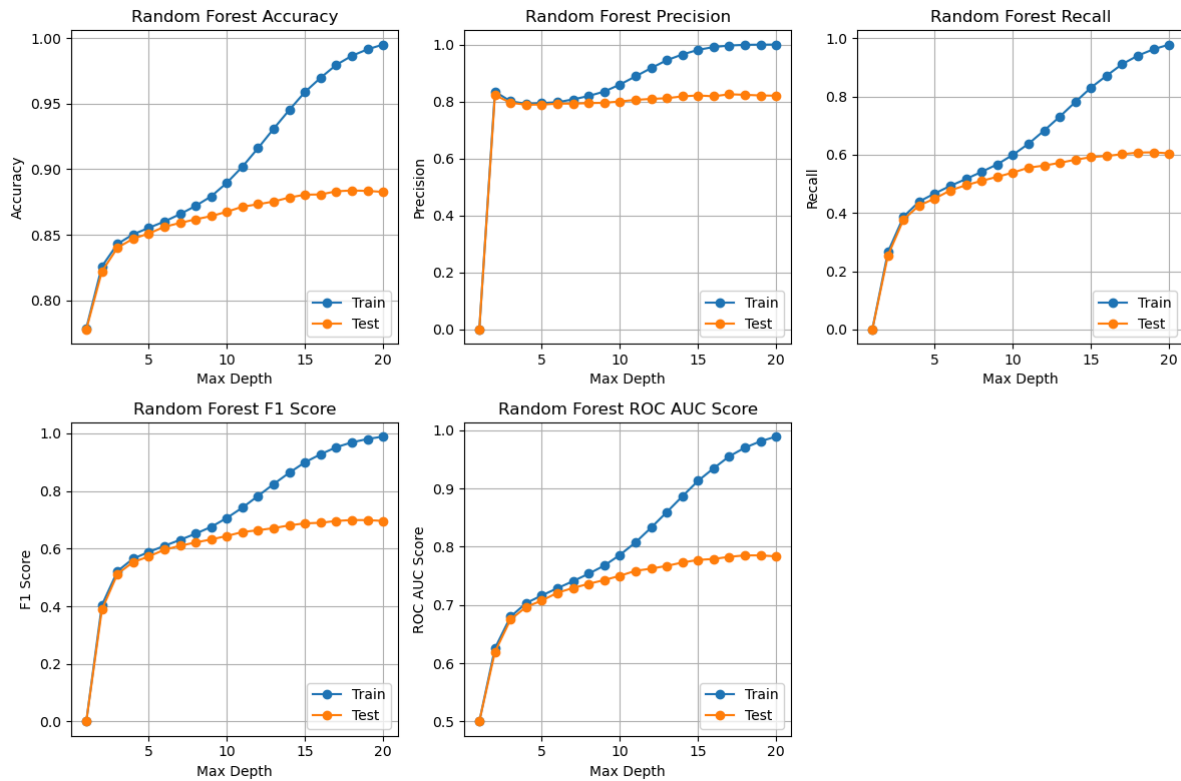 Random Forest Accuracy
Accuracy
1.00
0.95
0.90
0.85
0.80
Train
Test
5
10
15
20
Max Depth
Random Forest Precision
Precision
1.0
0.8
0.6
0.4
0.2
0.0
Train
Test
5
10
15
20
Max Depth
Random Forest Recall
Recall
1.0
0.8
0.6
0.4
0.2
0.0
Train
Test
5
10
15
20
Max Depth
Random Forest F1 Score
F1 Score
1.0
0.8
0.6
0.4
0.2
0.0
Train
Test
5
10
15
20
Max Depth
Random Forest ROC AUC Score
ROC AUC Score
1.0
0.9
0.8
0.7
0.6
0.5
Train
Test
5
10
15
20
Max Depth